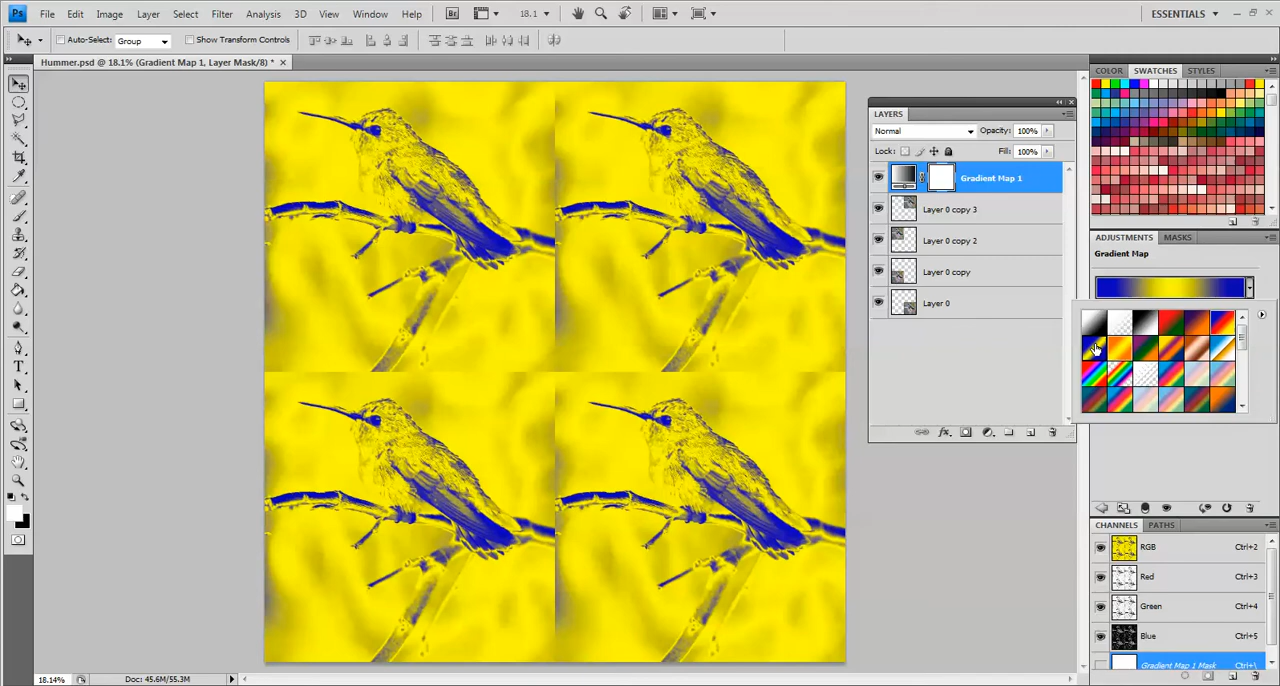 Ps File Edit Image Layer Select Filter Analysis 3D View Window Help Br 18.1 ESSENTIALS
Auto-Select: Group Show Transform Controls
Hummer.psd @ 18.1% (Gradient Map 1, Layer Mask/8) *
COLOR SWATCHES STYLES
LAYERS
Normal Opacity: 100%
Lock: Fill: 100%
Gradient Map 1
Layer 0 copy 3
Layer 0 copy 2
Layer 0 copy
Layer 0
ADJUSTMENTS MASKS
Gradient Map
fx
T
CHANNELS PATHS
RGB Ctrl+2
Red Ctrl+3
Green Ctrl+4
Blue Ctrl+5
Gradient Map 1 Mask Ctrl+\
18.14% Doc: 45.6M/55.3M